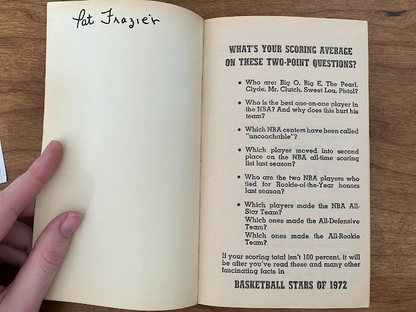 Pat Frazier
WHAT'S YOUR SCORING AVERAGE
ON THESE TWO-POINT QUESTIONS?
• Who are: Big O, Big E, The Pearl,
Clyde, Mr. Clutch, Sweet Lou, Pistol?
• Who is the best one-on-one player in
the NBA? And why does this hurt his
team?
• Which NBA centers have been called
"uncoachable"?
• Which player moved into second
place on the NBA all-time scoring
list last season?
• Who are the two NBA players who
tied for Rookie-of-the-Year honors
last season?
• Which players made the NBA All-
Star Team?
Which ones made the All-Defensive
Team?
Which ones made the All-Rookie
Team?
If your scoring total isn't 100 percent, it will
be after you've read these and many other
fascinating facts in
BASKETBALL STARS OF 1972